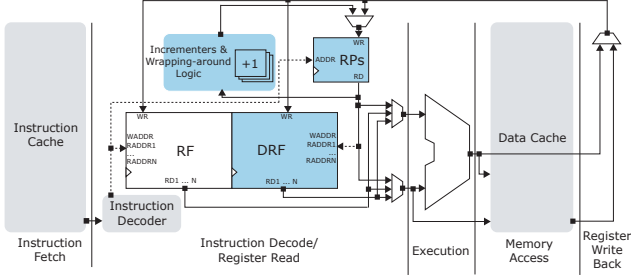 Incrementers &
Wrapping-around
Logic
+1
WR
ADDR
RPs
RD
Instruction
Cache
WR
WADDR
RADDR1
...
RADDRN
RF
RD1 ... N
WR
DRF
WADDR
RADDR1
...
RADDRN
RD1 ... N
Data Cache
Instruction
Decoder
Instruction
Fetch
Instruction Decode/
Register Read
Execution
Memory
Access
Register
Write
Back